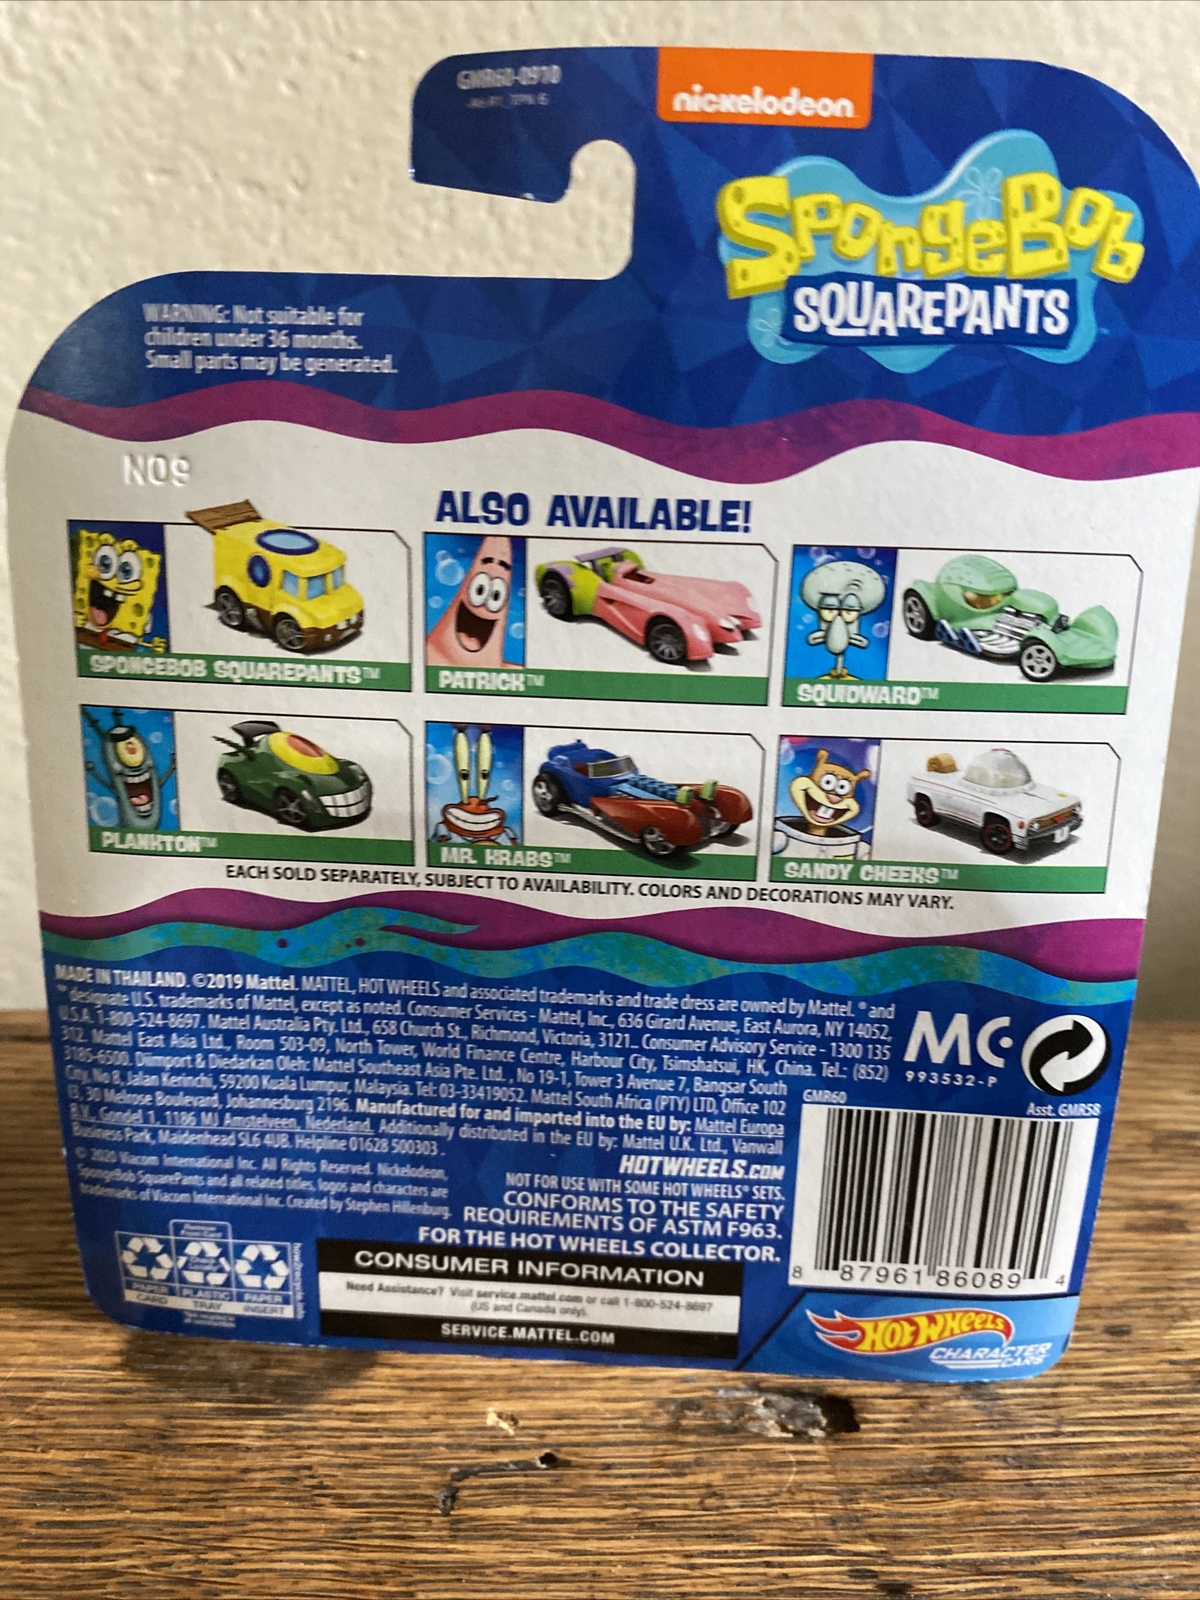 GMR60-0910
nickelodeon
SPONGEBOB
SQUAREPANTS
WARNING: Not suitable for
children under 36 months.
Small parts may be generated.
N09
ALSO AVAILABLE!
SPONGEBOB SQUAREPANTS™
PATRICK™
SQUIDWARD™
PLANKTON™
MR. KRABS™
SANDY CHEEKS™
EACH SOLD SEPARATELY, SUBJECT TO AVAILABILITY. COLORS AND DECORATIONS MAY VARY.
MADE IN THAILAND. ©2019 Mattel. MATTEL, HOT WHEELS and associated trademarks and trade dress are owned by Mattel. ® and
™ designate U.S. trademarks of Mattel, except as noted. Consumer Services - Mattel, Inc., 636 Girard Avenue, East Aurora, NY 14052,
U.S.A. 1-800-524-8697. Mattel Australia Pty. Ltd., 658 Church St., Richmond, Victoria, 3121.. Consumer Advisory Service - 1300 135
312. Mattel East Asia Ltd., Room 503-09, North Tower, World Finance Centre, Harbour City, Tsimshatsui, HK, China. Tel.: (852)
3185-6500. Diimport & Diedarkan Oleh: Mattel Southeast Asia Pte. Ltd., No 19-1, Tower 3 Avenue 7, Bangsar South
City, No 8, Jalan Kerinchi, 59200 Kuala Lumpur, Malaysia. Tel: 03-33419052. Mattel South Africa (PTY) LTD, Office 102
I3, 30 Melrose Boulevard, Johannesburg 2196. Manufactured for and imported into the EU by: Mattel Europa
B.V., Gondel 1, 1186 MJ Amstelveen, Nederland. Additionally distributed in the EU by: Mattel U.K. Ltd., Vanwall
Business Park, Maidenhead SL6 4UB. Helpline 01628 500303.
© 2020 Viacom International Inc. All Rights Reserved. Nickelodeon,
SpongeBob SquarePants and all related titles, logos and characters are
trademarks of Viacom International Inc. Created by Stephen Hillenburg.
HOTWHEELS.COM
NOT FOR USE WITH SOME HOT WHEELS® SETS.
CONFORMS TO THE SAFETY
REQUIREMENTS OF ASTM F963.
FOR THE HOT WHEELS COLLECTOR.
MC
993532-P
GMR60
Asst. GMR58
8 87961 86089 4
Remove
From Card
how2recycle.info
PAPER
CARD
PLASTIC
TRAY
PAPER
INSERT
CONSUMER INFORMATION
Need Assistance? Visit service.mattel.com or call 1-800-524-8697
(US and Canada only).
SERVICE.MATTEL.COM
HOT WHEELS
CHARACTER
CARS